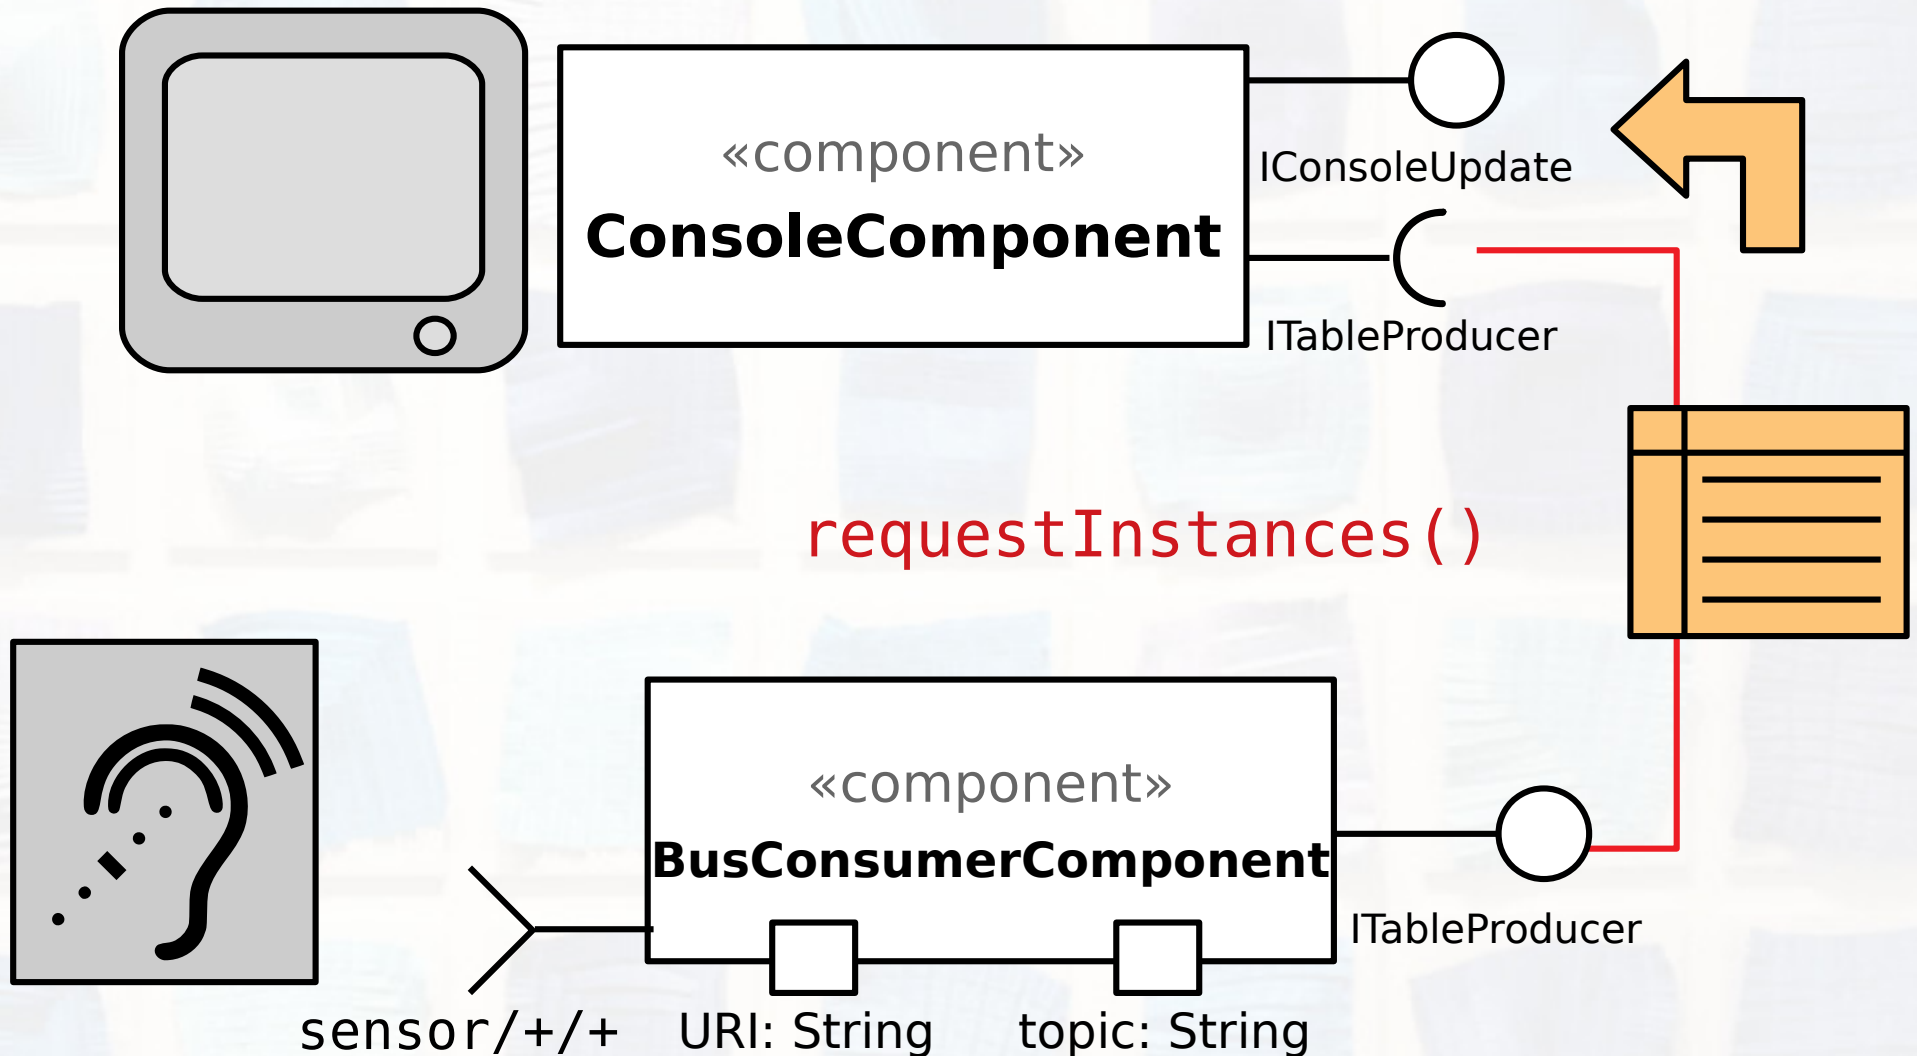 «component»
ConsoleComponent
IConsoleUpdate
ITableProducer
requestInstances()
«component»
BusConsumerComponent
ITableProducer
sensor/+/+
URI: String
topic: String